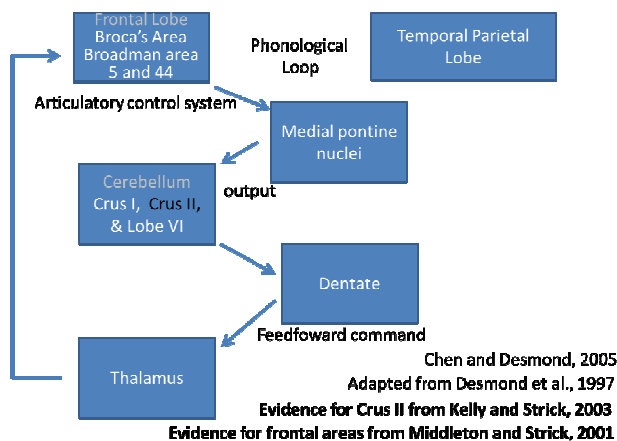 Frontal Lobe
Broca's Area
Broadman area
5 and 44
Phonological
Loop
Temporal Parietal
Lobe
Articulatory control system
Medial pontine
nuclei
Cerebellum
Crus I, Crus II,
& Lobe VI
output
Dentate
Feedfoward command
Thalamus
Chen and Desmond, 2005
Adapted from Desmond et al., 1997
Evidence for Crus II from Kelly and Strick, 2003
Evidence for frontal areas from Middleton and Strick, 2001